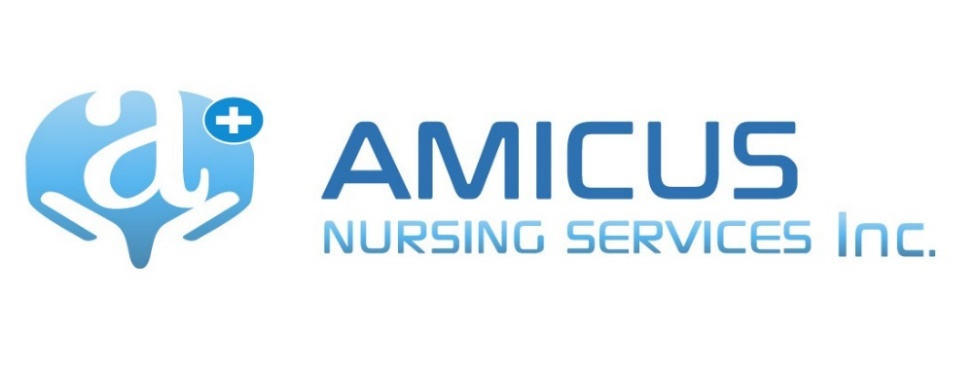 a
AMICUS
NURSING SERVICES Inc.